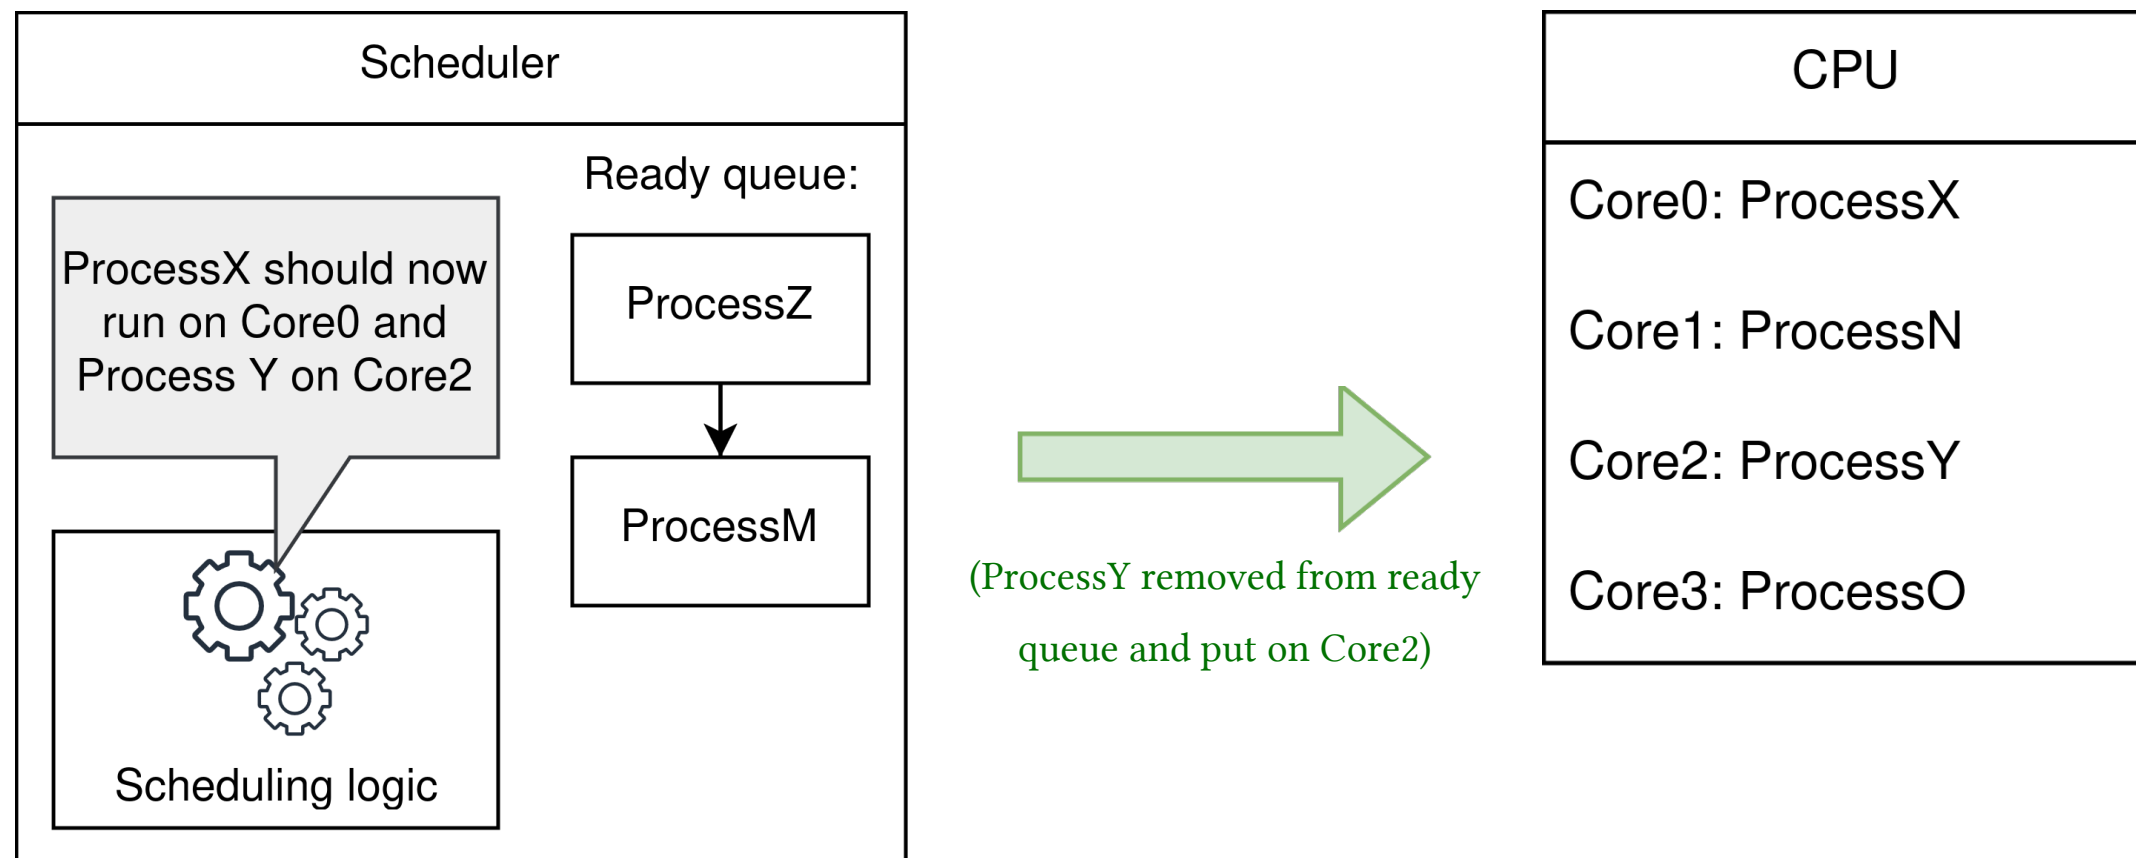 Scheduler
ProcessX should now
run on Core0 and
Process Y on Core2
Scheduling logic
Ready queue:
ProcessZ
ProcessM
(ProcessY removed from ready
queue and put on Core2)
CPU
Core0: ProcessX
Core1: ProcessN
Core2: ProcessY
Core3: ProcessO